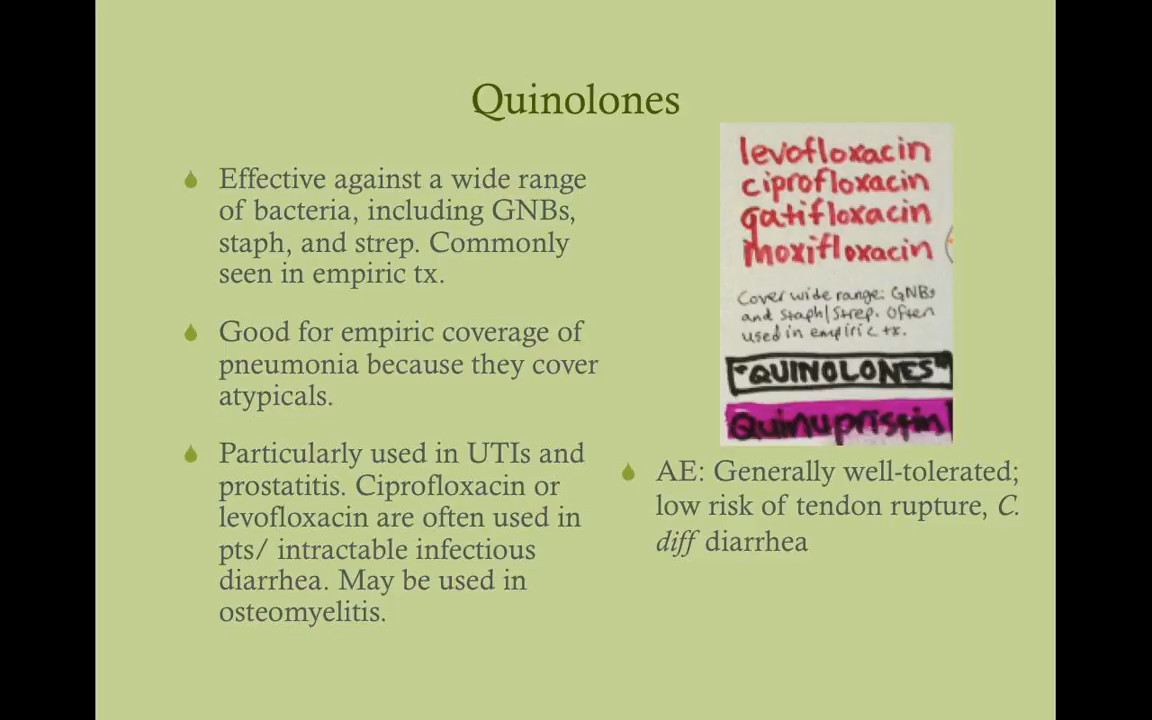 Quinolones
Effective against a wide range
of bacteria, including GNBs,
staph, and strep. Commonly
seen in empiric tx.
Good for empiric coverage of
pneumonia because they cover
atypicals.
Particularly used in UTIs and
prostatitis. Ciprofloxacin or
levofloxacin are often used in
pts/ intractable infectious
diarrhea. May be used in
osteomyelitis.
levofloxacin
ciprofloxacin
gatifloxacin
moxifloxacin
Cover wide range: GNBs
and Staph/Strep. Often
used in empiric tx.
"QUINOLONES"
Quinupristin
AE: Generally well-tolerated;
low risk of tendon rupture, C.
diff diarrhea